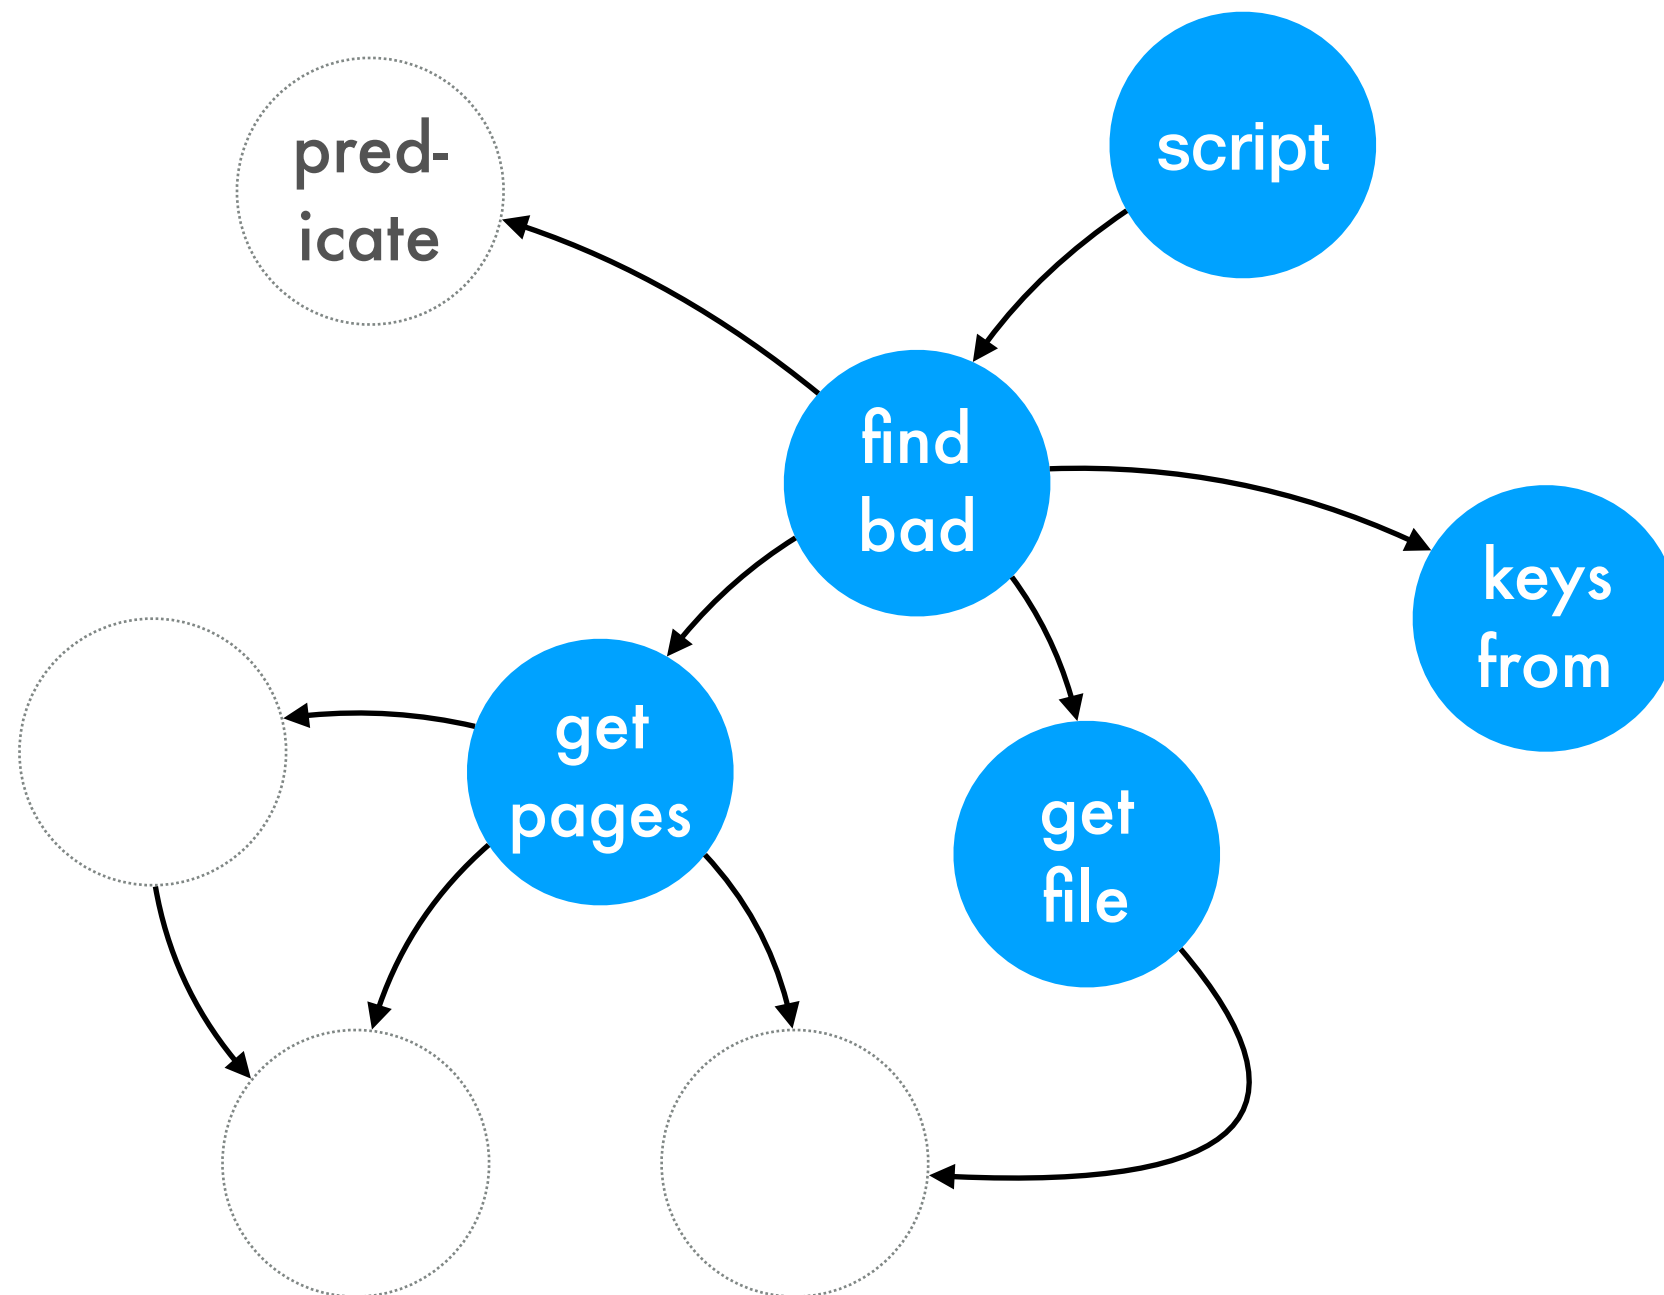 pred-
icate
script
find
bad
keys
from
get
pages
get
file